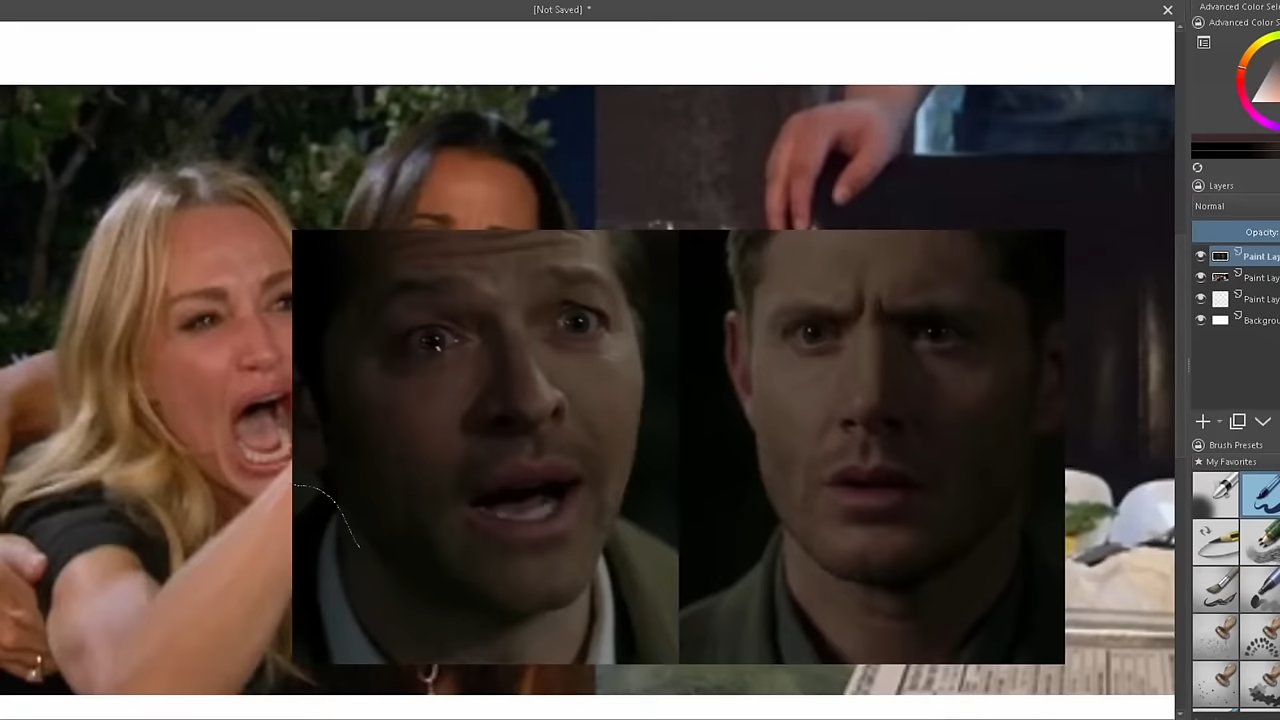 [Not Saved] *
Advanced Color Sel
Advanced Color S
Layers
Normal
Opacity:
Paint Lay
Paint Lay
Paint Lay
Backgrou
Brush Presets
★ My Favorites